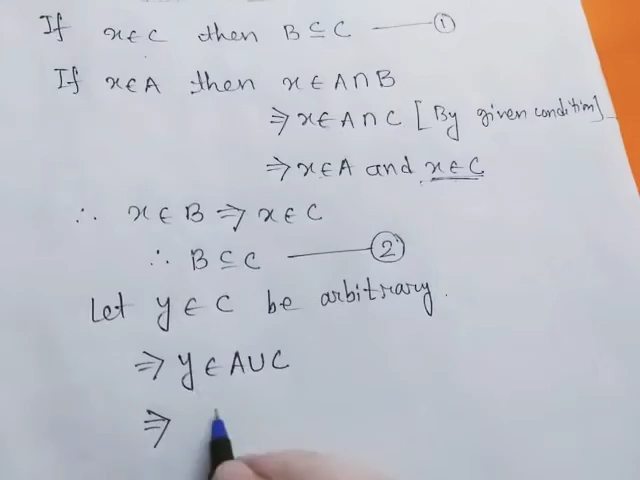 If x∈C then B⊆C ——— ①
If x∈A then x∈A∩B
⇒ x∈A∩C [By given condition]
⇒ x∈A and x∈C
∴ x∈B ⇒ x∈C
∴ B⊆C ——— ②
Let y∈C be arbitrary.
⇒ y∈A∪C
⇒